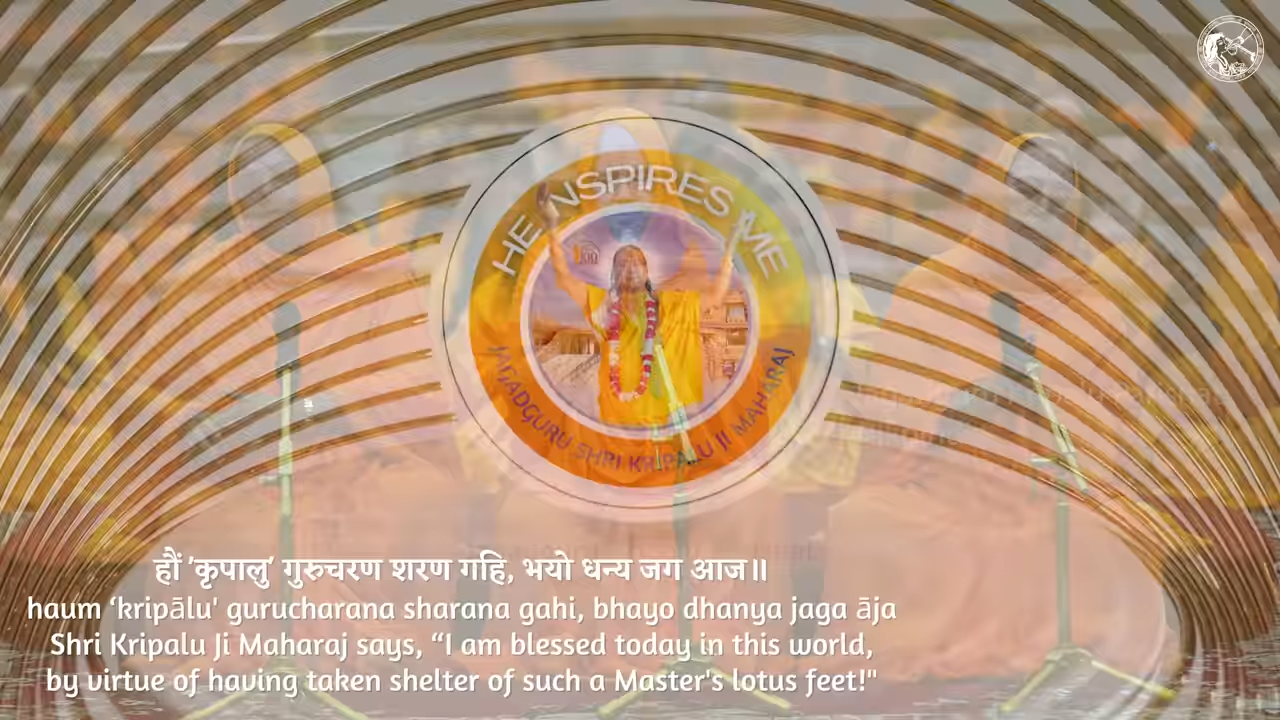 HE INSPIRES ME
JAGADGURU SHRI KRIPALU JI MAHARAJ
हौं ’कृपालु’ गुरुचरण शरण गहि, भयो धन्य जग आज॥
haum ‘kripālu' gurucharana sharana gahi, bhayo dhanya jaga āja
Shri Kripalu Ji Maharaj says, “I am blessed today in this world,
by virtue of having taken shelter of such a Master's lotus feet!"